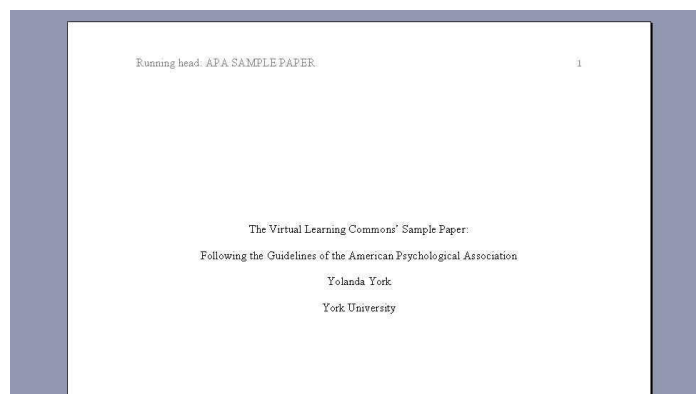 Running head: APA SAMPLE PAPER 1
The Virtual Learning Commons' Sample Paper:
Following the Guidelines of the American Psychological Association
Yolanda York
York University